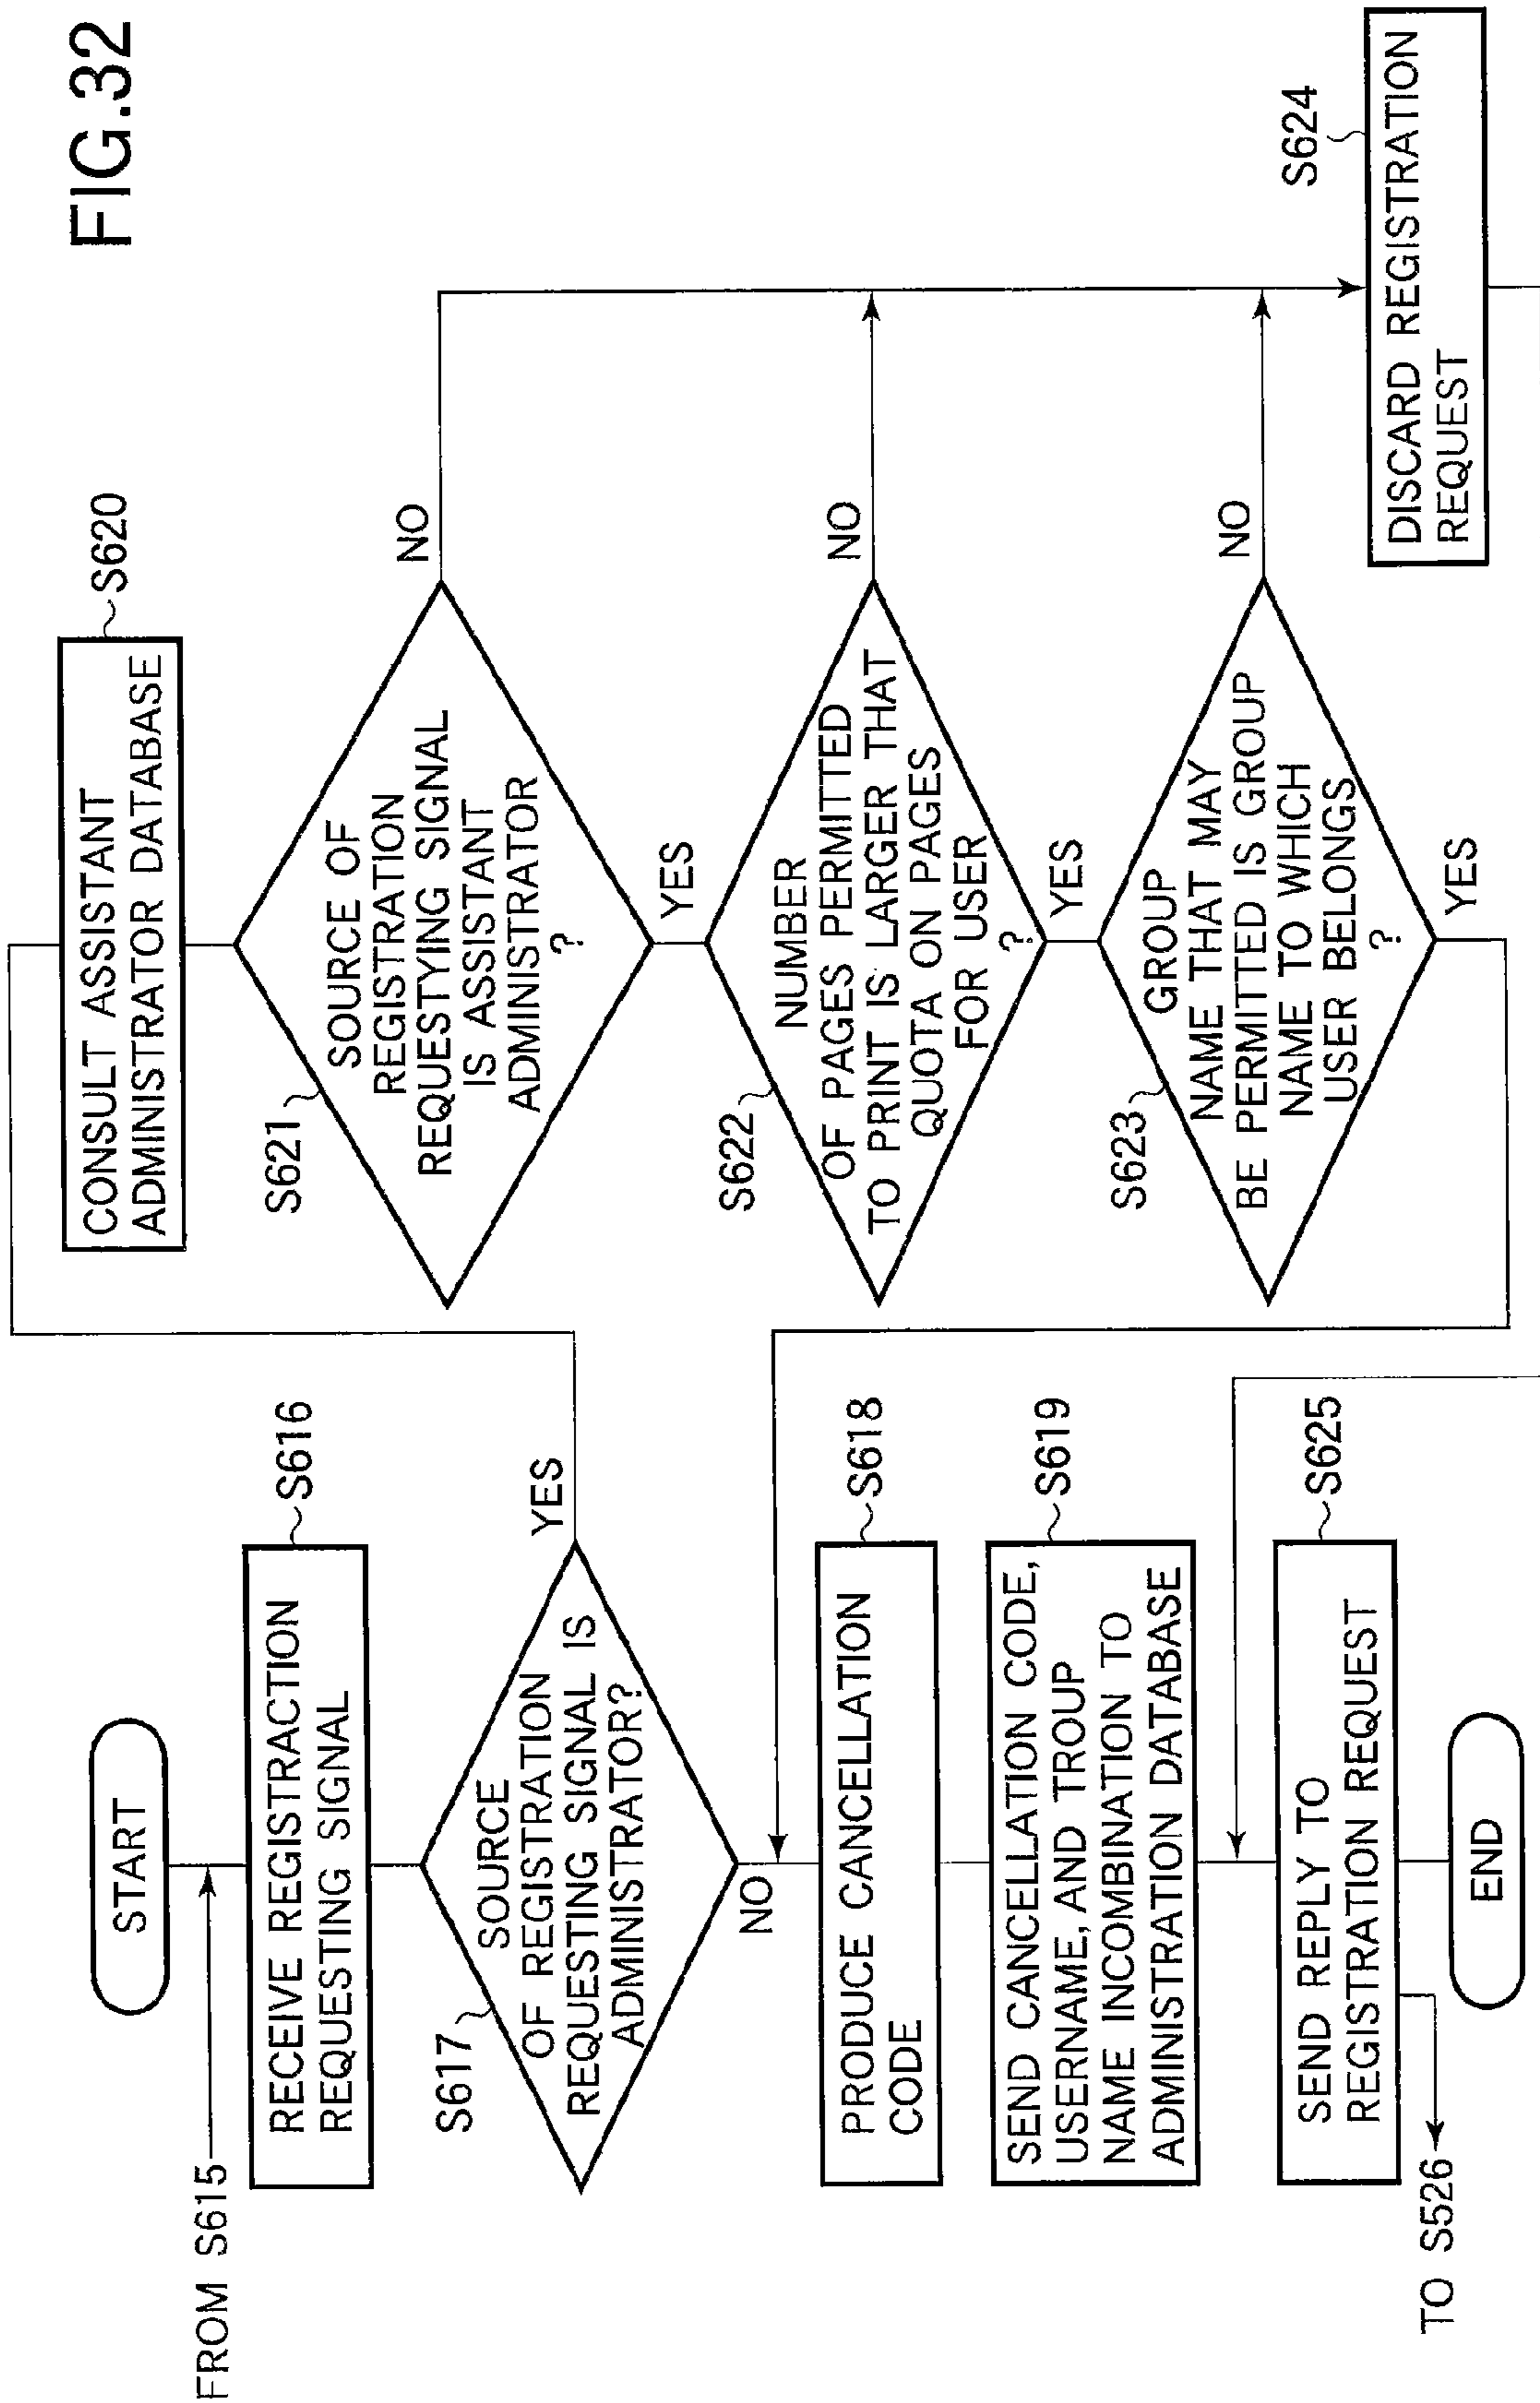 FIG.32
START
FROM S615
RECEIVE REGISTRACTION
REQUESTING SIGNAL
S616
SOURCE
OF REGISTRATION
REQUESTING SIGNAL IS
ADMINISTRATOR?
S617
YES
NO
PRODUCE CANCELLATION
CODE
S618
SEND CANCELLATION CODE,
USERNAME, AND TROUP
NAME INCOMBINATION TO
ADMINISTRATION DATABASE
S619
SEND REPLY TO
REGISTRATION REQUEST
S625
TO S526
END
CONSULT ASSISTANT
ADMINISTRATOR DATABASE
S620
SOURCE OF
REGISTRATION
REQUESTYING SIGNAL
IS ASSISTANT
ADMINISTRATOR
?
S621
NO
YES
NUMBER
OF PAGES PERMITTED
TO PRINT IS LARGER THAT
QUOTA ON PAGES
FOR USER
?
S622
NO
YES
GROUP
NAME THAT MAY
BE PERMITTED IS GROUP
NAME TO WHICH
USER BELONGS
?
S623
NO
YES
DISCARD REGISTRATION
REQUEST
S624